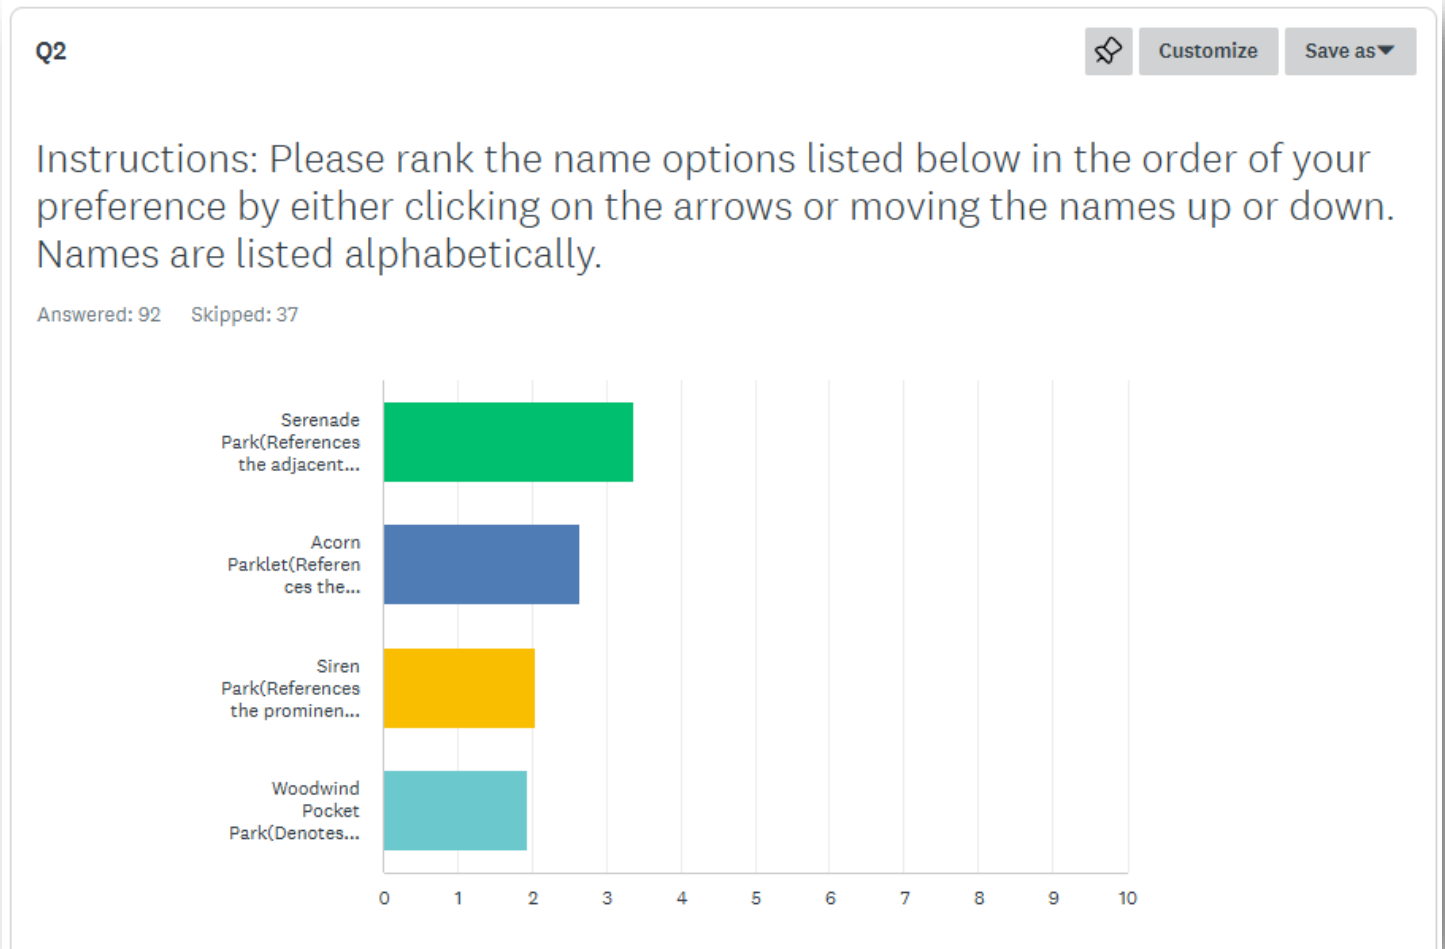 Q2
Customize
Save as
Instructions: Please rank the name options listed below in the order of your
preference by either clicking on the arrows or moving the names up or down.
Names are listed alphabetically.
Answered: 92 Skipped: 37
Serenade
Park(References
the adjacent...
Acorn
Parklet(Referen
ces the...
Siren
Park(References
the prominen...
Woodwind
Pocket
Park(Denotes...
0 1 2 3 4 5 6 7 8 9 10